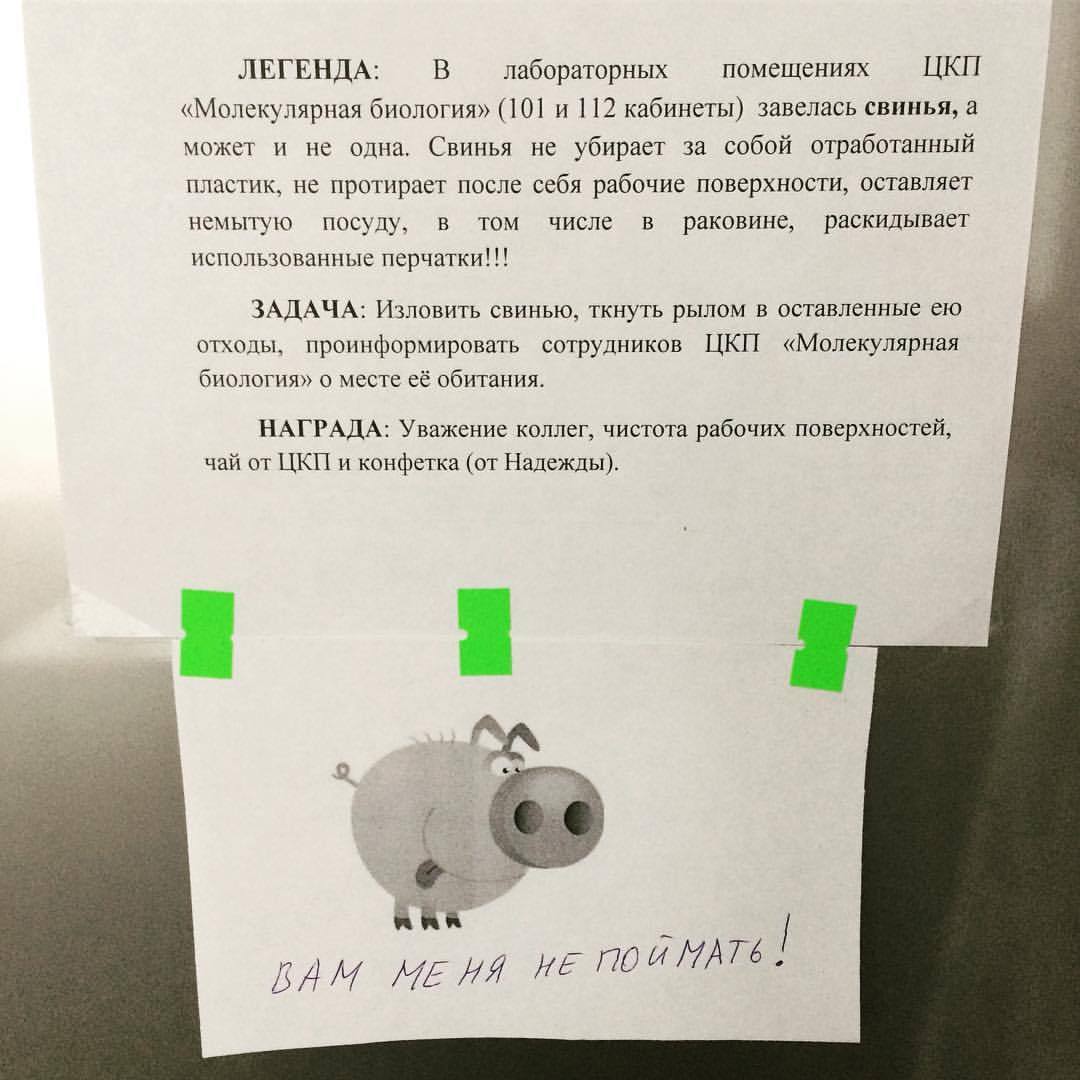 ЛЕГЕНДА: В лабораторных помещениях ЦКП
«Молекулярная биология» (101 и 112 кабинеты) завелась свинья, а
может и не одна. Свинья не убирает за собой отработанный
пластик, не протирает после себя рабочие поверхности, оставляет
немытую посуду, в том числе в раковине, раскидывает
использованные перчатки!!!
ЗАДАЧА: Изловить свинью, ткнуть рылом в оставленные ею
отходы, проинформировать сотрудников ЦКП «Молекулярная
биология» о месте её обитания.
НАГРАДА: Уважение коллег, чистота рабочих поверхностей,
чай от ЦКП и конфетка (от Надежды).
ВАМ МЕНЯ НЕ ПОЙМАТЬ!